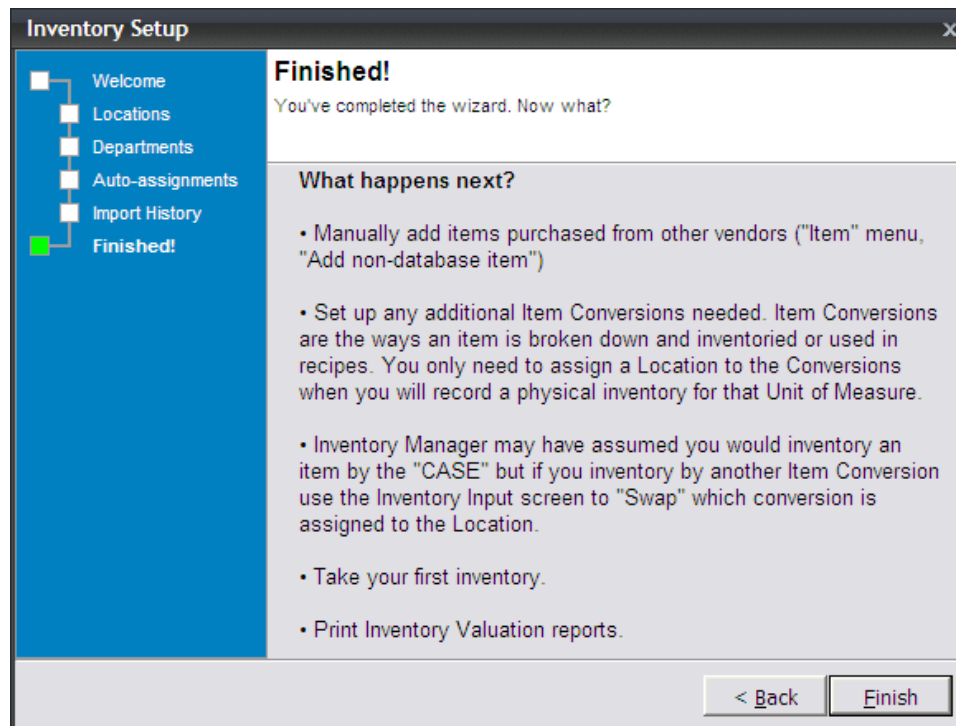 Inventory Setup
x
Welcome
Locations
Departments
Auto-assignments
Import History
Finished!
Finished!
You've completed the wizard. Now what?
What happens next?
• Manually add items purchased from other vendors ("Item" menu,
"Add non-database item")
• Set up any additional Item Conversions needed. Item Conversions
are the ways an item is broken down and inventoried or used in
recipes. You only need to assign a Location to the Conversions
when you will record a physical inventory for that Unit of Measure.
• Inventory Manager may have assumed you would inventory an
item by the "CASE" but if you inventory by another Item Conversion
use the Inventory Input screen to "Swap" which conversion is
assigned to the Location.
• Take your first inventory.
• Print Inventory Valuation reports.
< Back
Finish